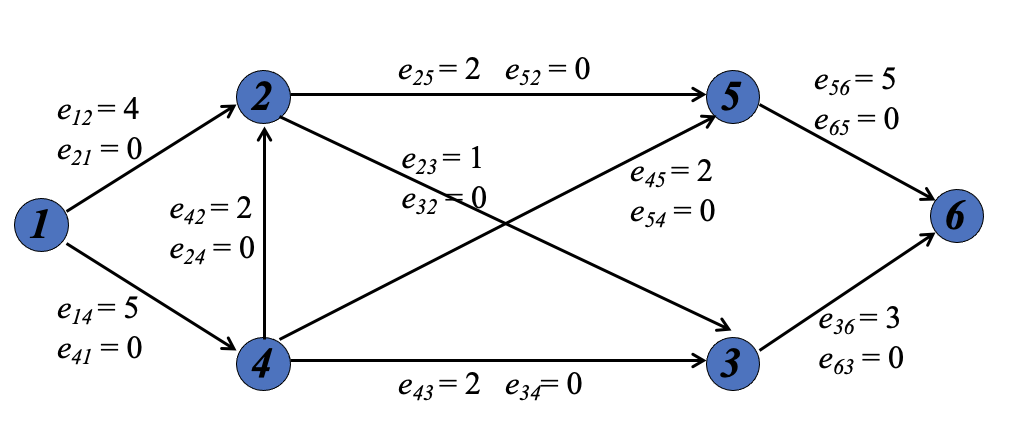 e25 = 2 e52 = 0
e56 = 5
e65 = 0
2
5
e12 = 4
e21 = 0
e23 = 1
e32 = 0
e45 = 2
e54 = 0
e42 = 2
e24 = 0
1
6
e14 = 5
e41 = 0
e36 = 3
e63 = 0
4
3
e43 = 2 e34= 0